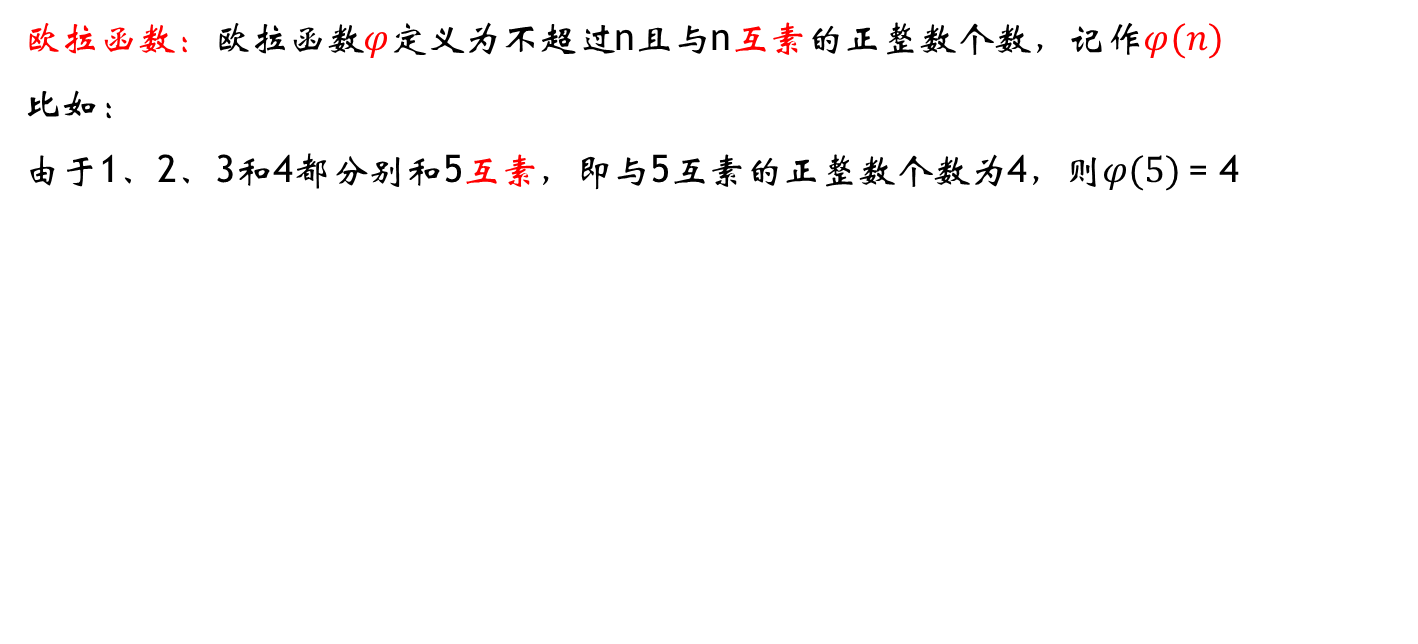 欧拉函数：欧拉函数φ定义为不超过n且与n互素的正整数个数，记作φ(n)
比如：
由于1、2、3和4都分别和5互素，即与5互素的正整数个数为4，则φ(5) = 4